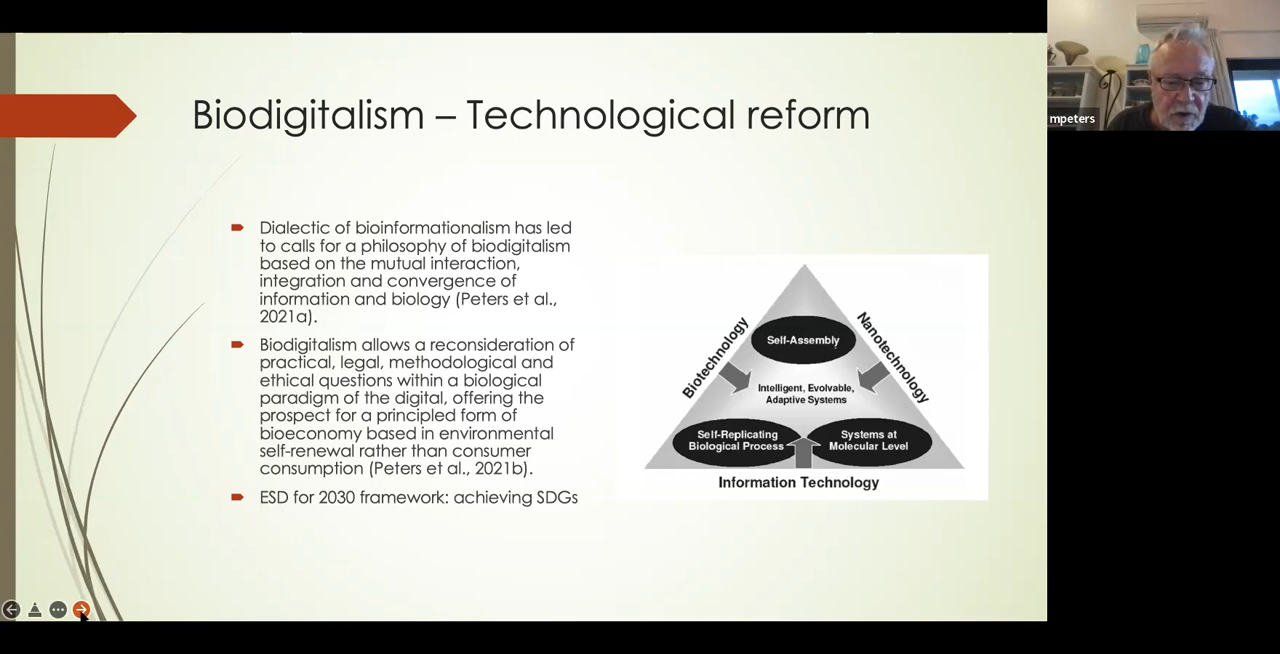 Biodigitalism – Technological reform
mpeters
Dialectic of bioinformationalism has led
to calls for a philosophy of biodigitalism
based on the mutual interaction,
integration and convergence of
information and biology (Peters et al.,
2021a).
Biodigitalism allows a reconsideration of
practical, legal, methodological and
ethical questions within a biological
paradigm of the digital, offering the
prospect for a principled form of
bioeconomy based in environmental
self-renewal rather than consumer
consumption (Peters et al., 2021b).
ESD for 2030 framework: achieving SDGs
Biotechnology
Nanotechnology
Self-Assembly
Intelligent, Evolvable,
Adaptive Systems
Self-Replicating
Biological Process
Systems at
Molecular Level
Information Technology